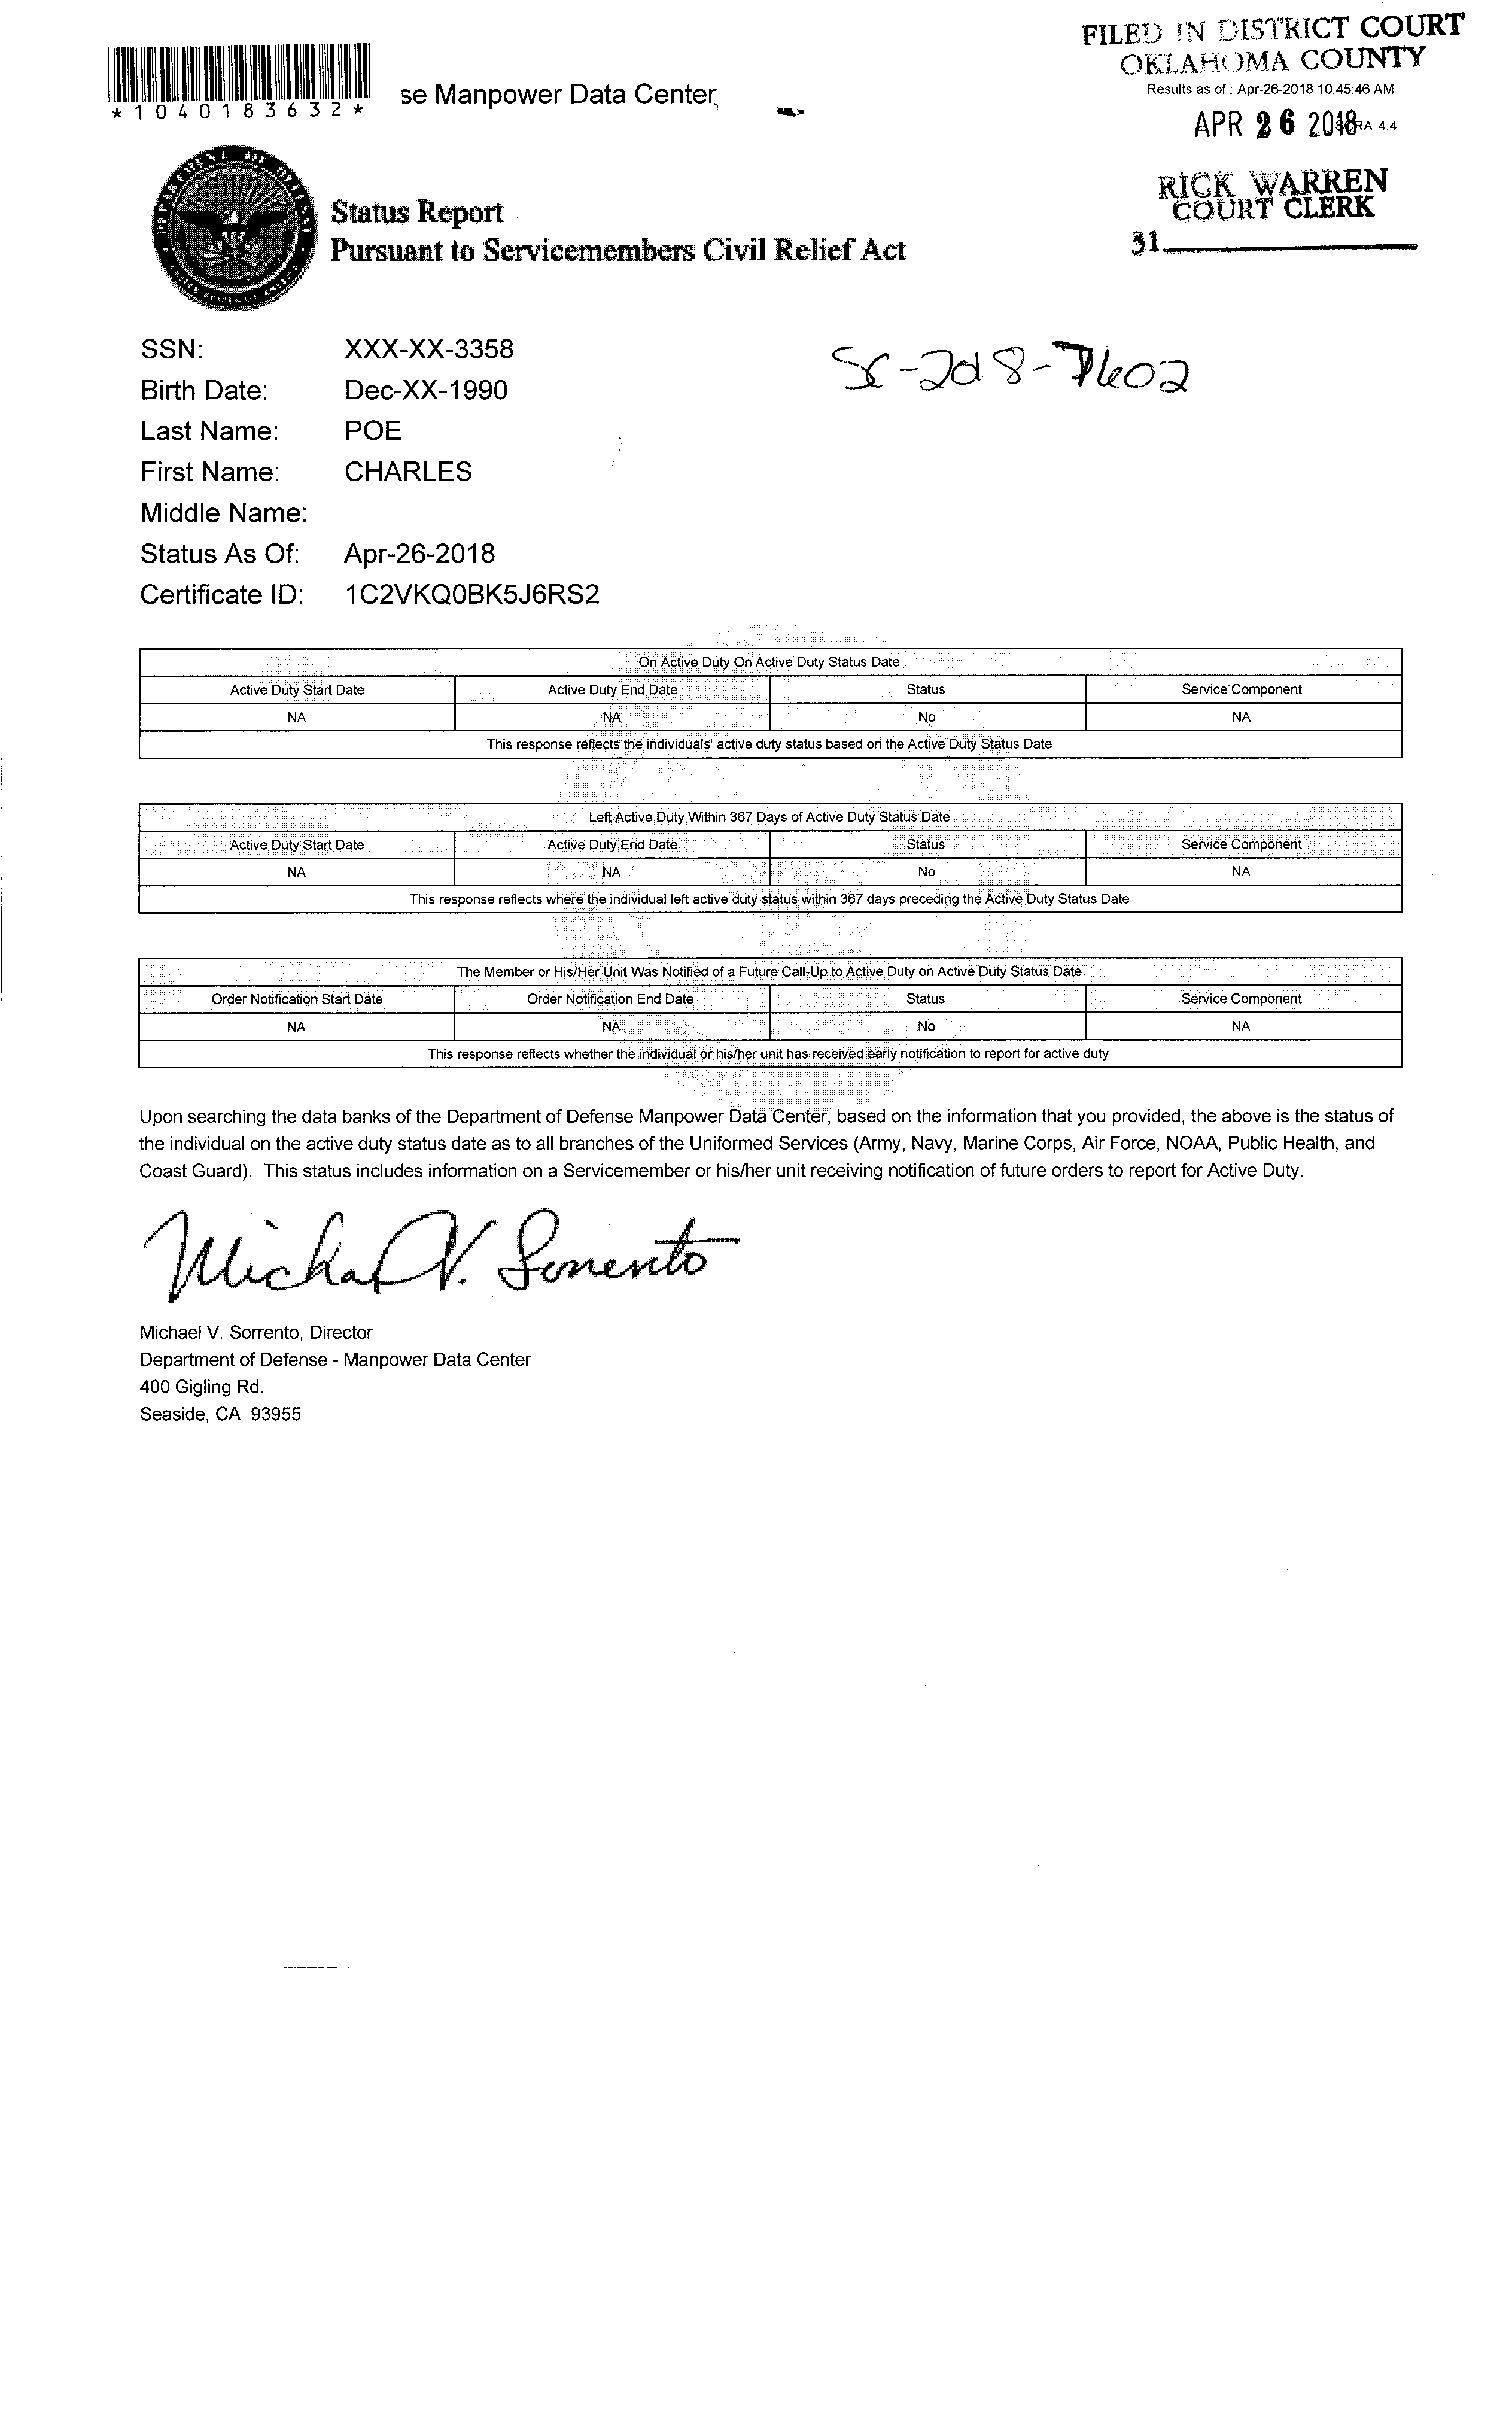 FILED IN DISTRICT COURT
OKLAHOMA COUNTY
Results as of : Apr-26-2018 10:45:46 AM
*1040183632*
se Manpower Data Center
APR 26 2018
SCRA 4.4
RICK WARREN
COURT CLERK
31
Status Report
Pursuant to Servicemembers Civil Relief Act
SSN: XXX-XX-3358
SC-2018-7602
Birth Date: Dec-XX-1990
Last Name: POE
First Name: CHARLES
Middle Name:
Status As Of: Apr-26-2018
Certificate ID: 1C2VKQ0BK5J6RS2
On Active Duty On Active Duty Status Date
Active Duty Start Date Active Duty End Date Status Service Component
NA NA No NA
This response reflects the individuals' active duty status based on the Active Duty Status Date
Left Active Duty Within 367 Days of Active Duty Status Date
Active Duty Start Date Active Duty End Date Status Service Component
NA NA No NA
This response reflects where the individual left active duty status within 367 days preceding the Active Duty Status Date
The Member or His/Her Unit Was Notified of a Future Call-Up to Active Duty on Active Duty Status Date
Order Notification Start Date Order Notification End Date Status Service Component
NA NA No NA
This response reflects whether the individual or his/her unit has received early notification to report for active duty
Upon searching the data banks of the Department of Defense Manpower Data Center, based on the information that you provided, the above is the status of
the individual on the active duty status date as to all branches of the Uniformed Services (Army, Navy, Marine Corps, Air Force, NOAA, Public Health, and
Coast Guard). This status includes information on a Servicemember or his/her unit receiving notification of future orders to report for Active Duty.
Michael V. Sorrento
Michael V. Sorrento, Director
Department of Defense - Manpower Data Center
400 Gigling Rd.
Seaside, CA 93955